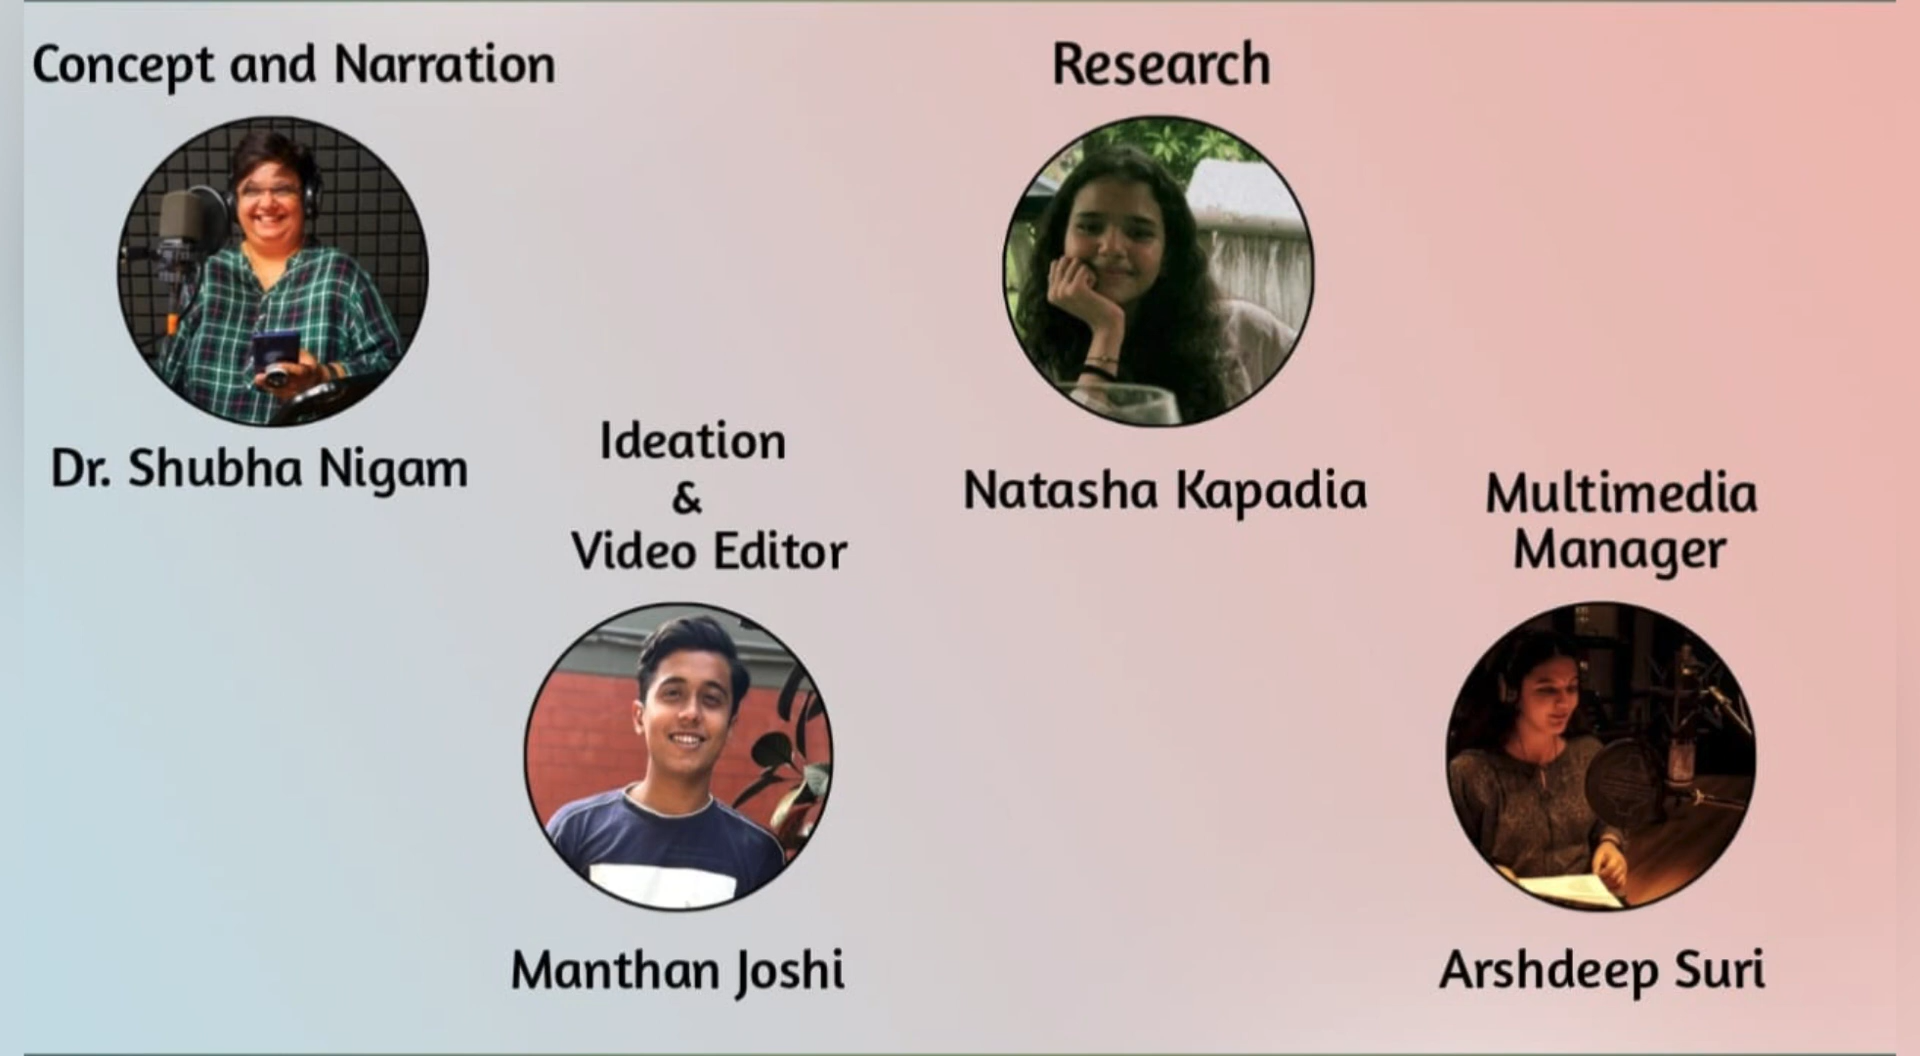 Concept and Narration
Dr. Shubha Nigam
Ideation
&
Video Editor
Manthan Joshi
Research
Natasha Kapadia
Multimedia
Manager
Arshdeep Suri